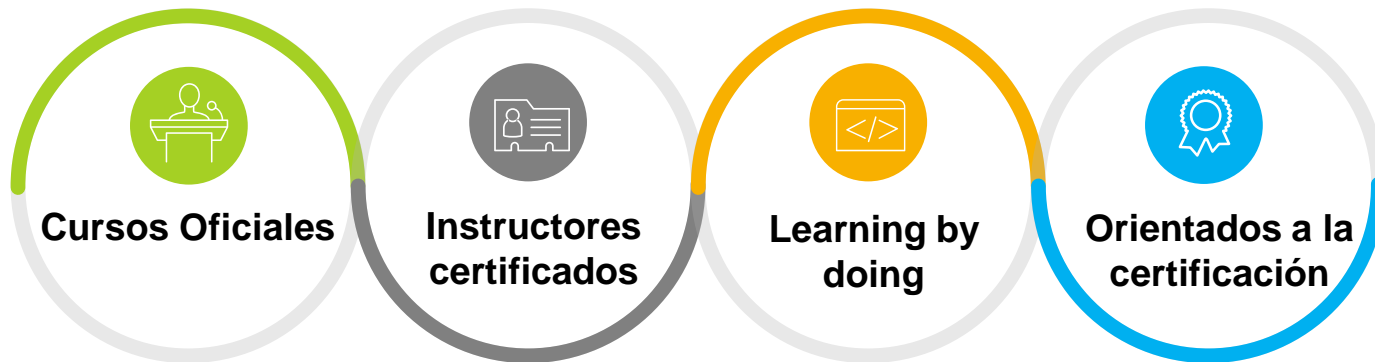 Cursos Oficiales
Instructores
certificados
</>
Learning by
doing
Orientados a la
certificación